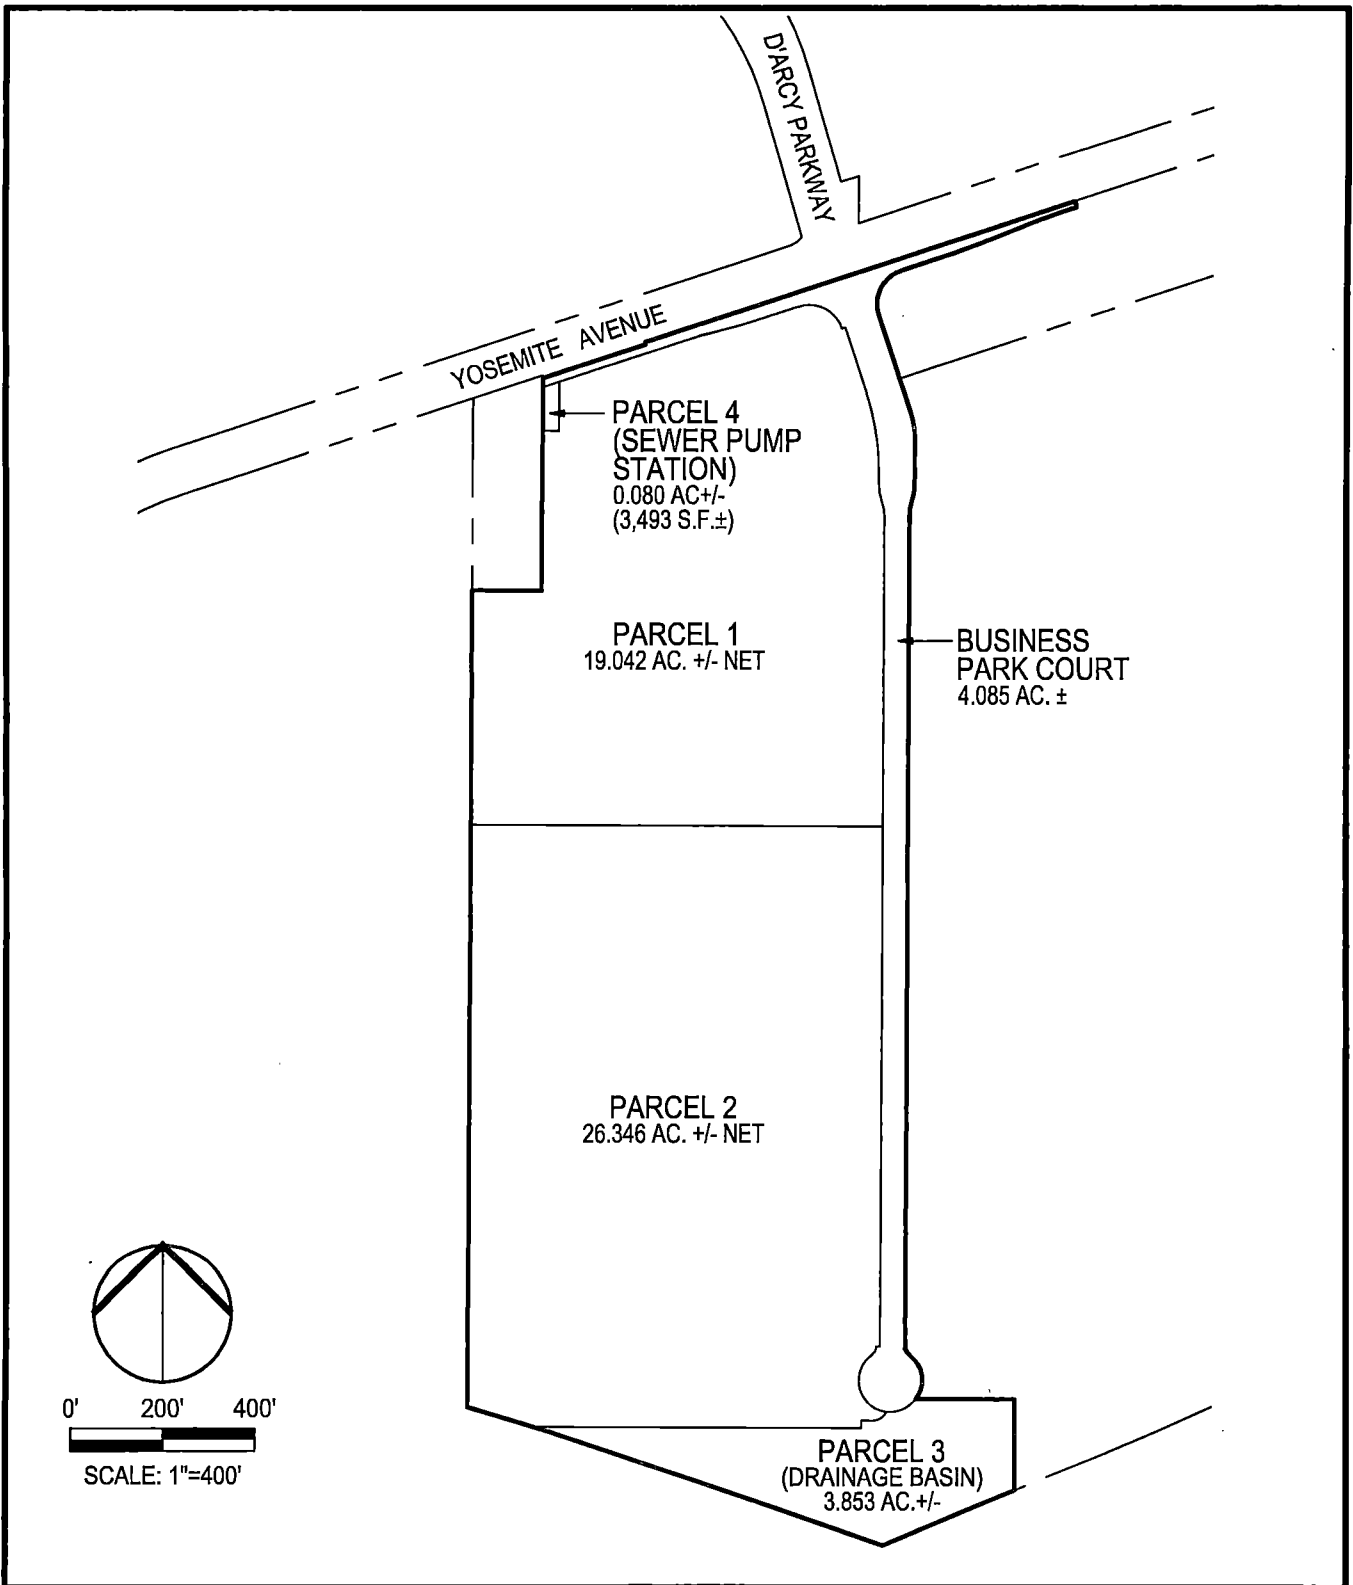 D'ARCY PARKWAY
YOSEMITE AVENUE
PARCEL 4
(SEWER PUMP
STATION)
0.080 AC+/-
(3,493 S.F.±)
PARCEL 1
19.042 AC. +/- NET
BUSINESS
PARK COURT
4.085 AC. ±
PARCEL 2
26.346 AC. +/- NET
0' 200' 400'
SCALE: 1"=400'
PARCEL 3
(DRAINAGE BASIN)
3.853 AC.+/-